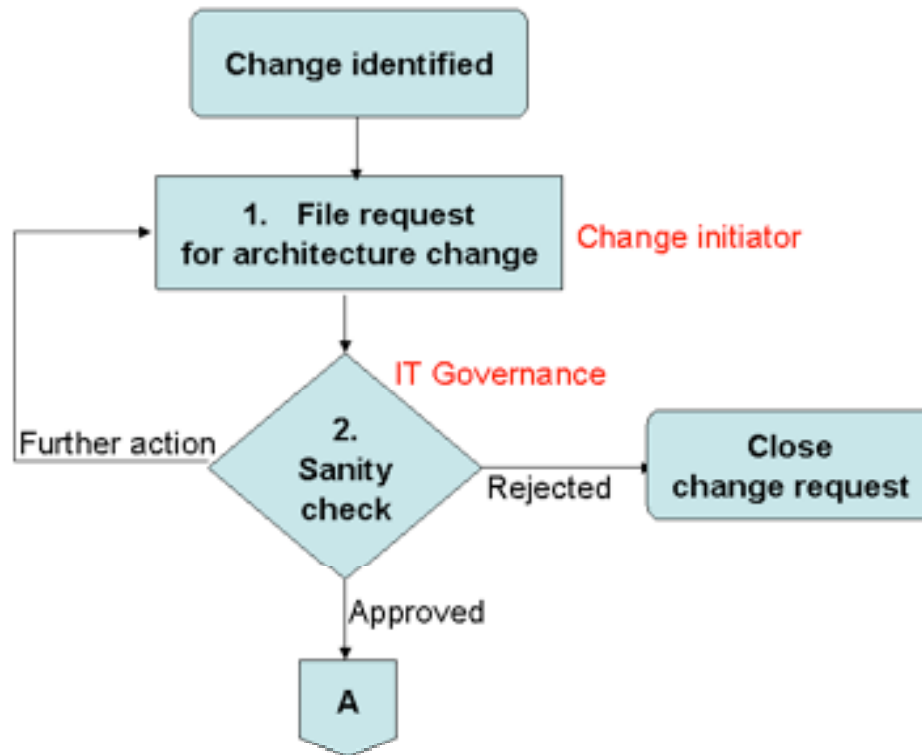 Change identified
1. File request
for architecture change
Change initiator
IT Governance
2.
Sanity
check
Further action
Rejected
Close
change request
Approved
A